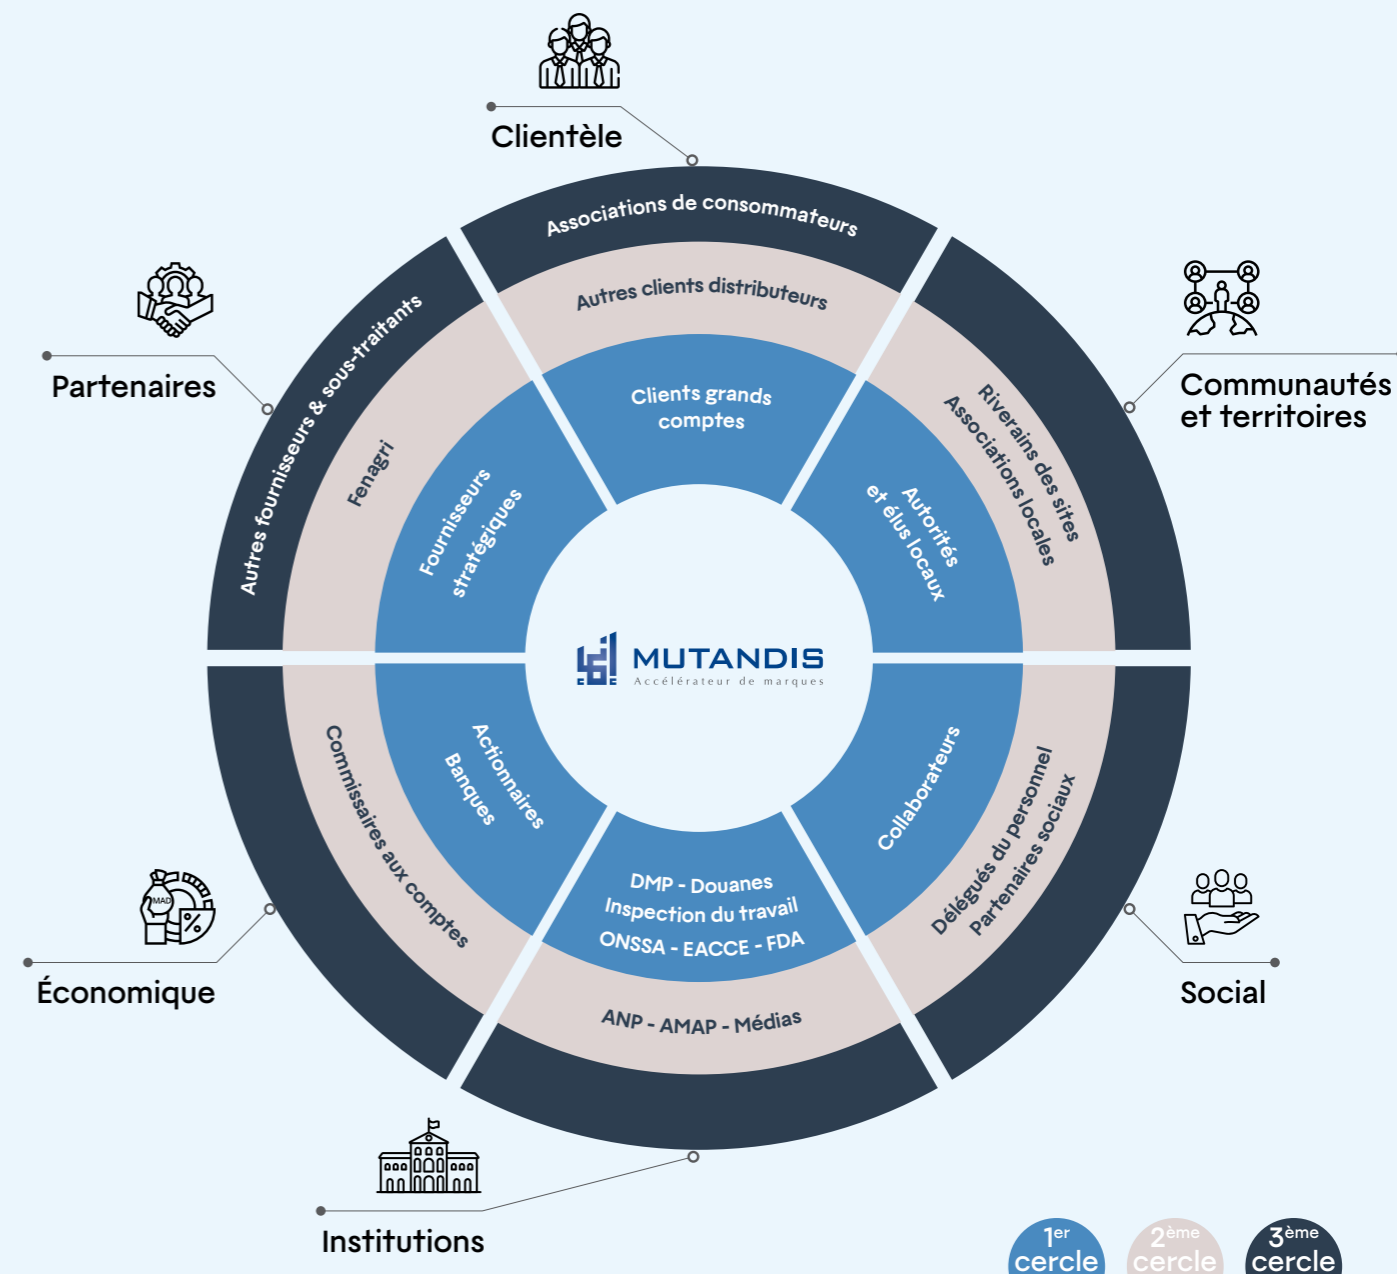 Clientèle
Associations de consommateurs
Autres clients distributeurs
Clients grands
comptes
Communautés
et territoires
Riverains des sites
Associations locales
Autorités
et élus locaux
Partenaires
Autres fournisseurs & sous-traitants
Fenagri
Fournisseurs
stratégiques
MUTANDIS
Accélérateur de marques
Économique
MAD
%
Commissaires aux comptes
Actionnaires
Banques
Social
Collaborateurs
Délégués du personnel
Partenaires sociaux
DMP - Douanes
Inspection du travail
ONSSA - EACCE - FDA
ANP - AMAP - Médias
Institutions
1er
cercle
2ème
cercle
3ème
cercle